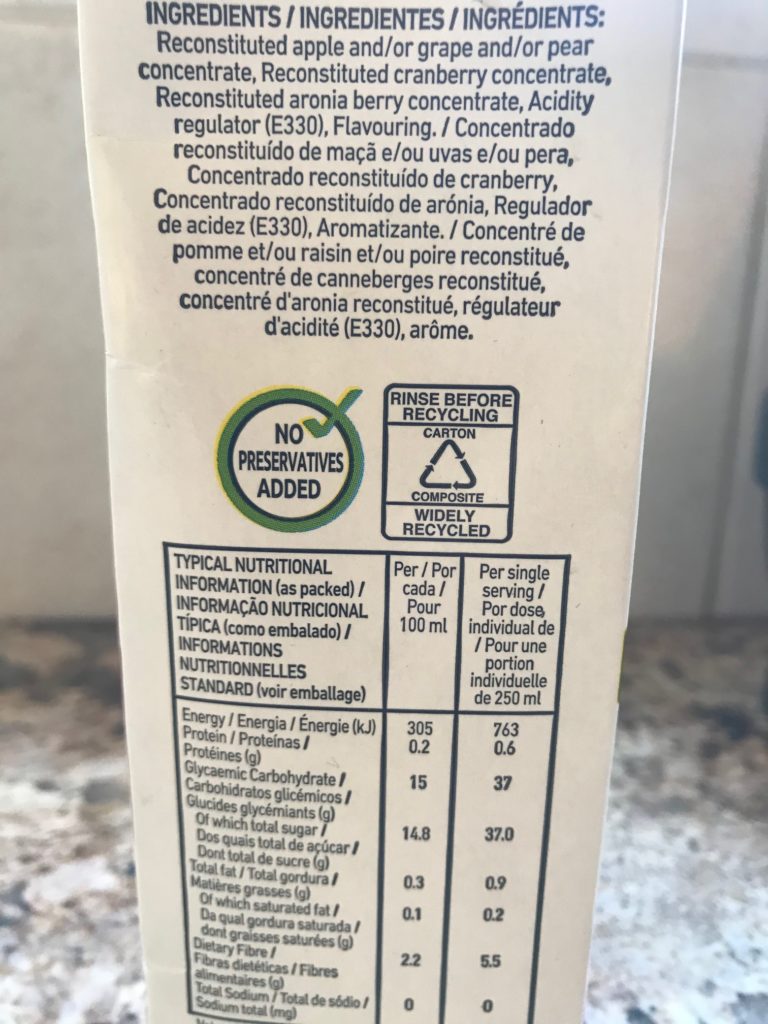 INGREDIENTS / INGREDIENTES / INGRÉDIENTS:
Reconstituted apple and/or grape and/or pear
concentrate, Reconstituted cranberry concentrate,
Reconstituted aronia berry concentrate, Acidity
regulator (E330), Flavouring. / Concentrado
reconstituído de maçã e/ou uvas e/ou pera,
Concentrado reconstituído de cranberry,
Concentrado reconstituído de arónia, Regulador
de acidez (E330), Aromatizante. / Concentré de
pomme et/ou raisin et/ou poire reconstitué,
concentré de canneberges reconstitué,
concentré d'aronia reconstitué, régulateur
d'acidité (E330), arôme.
NO
PRESERVATIVES
ADDED
RINSE BEFORE
RECYCLING
CARTON
COMPOSITE
WIDELY
RECYCLED
TYPICAL NUTRITIONAL
INFORMATION (as packed) /
INFORMAÇÃO NUTRICIONAL
TÍPICA (como embalado) /
INFORMATIONS
NUTRITIONNELLES
STANDARD (voir emballage)
Per / Por
cada /
Pour
100 ml
Per single
serving /
Por dose
individual de
/ Pour une
portion
individuelle
de 250 ml
Energy / Energia / Énergie (kJ) 305 763
Protein / Proteínas / 0.2 0.6
Protéines (g)
Glycaemic Carbohydrate /
Carbohidratos glicémicos / 15 37
Glucides glycémiants (g)
Of which total sugar /
Dos quais total de açúcar / 14.8 37.0
Dont total de sucre (g)
Total fat / Total gordura /
Matières grasses (g) 0.3 0.9
Of which saturated fat /
Da qual gordura saturada / 0.1 0.2
dont graisses saturées (g)
Dietary Fibre /
Fibras dietéticas / Fibres 2.2 5.5
alimentaires (g)
Total Sodium / Total de sódio / 0 0
Sodium total (mg)